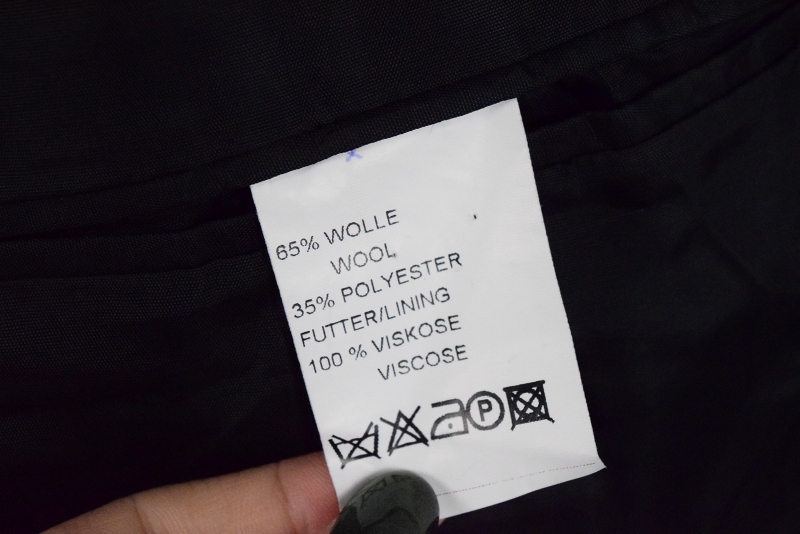 65% WOLLE
WOOL
35% POLYESTER
FUTTER/LINING
100 % VISKOSE
VISCOSE
P